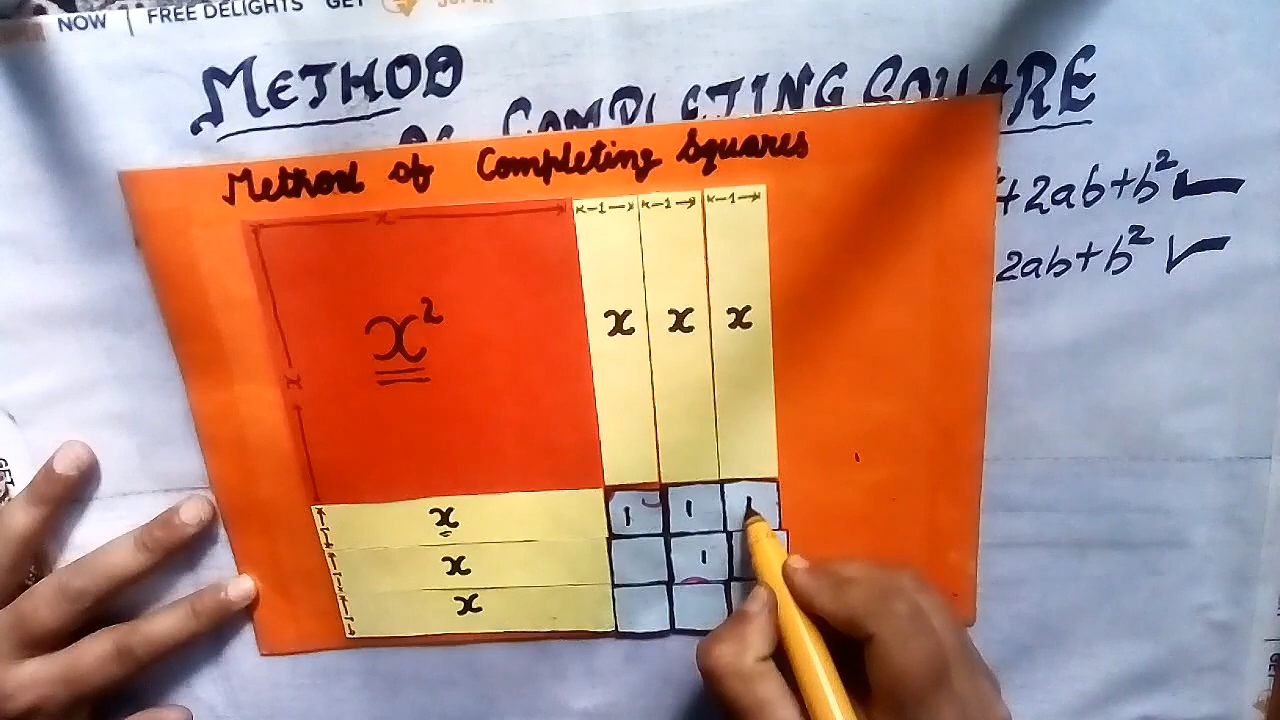 NOW | FREE DELIGHTS GET
METHOD
OF COMPLETING SQUARE
Method of Completing Squares
+2ab+b²
2ab+b²
x
1 1 1
x² x x x
x
x 1 1 1
x 1
x